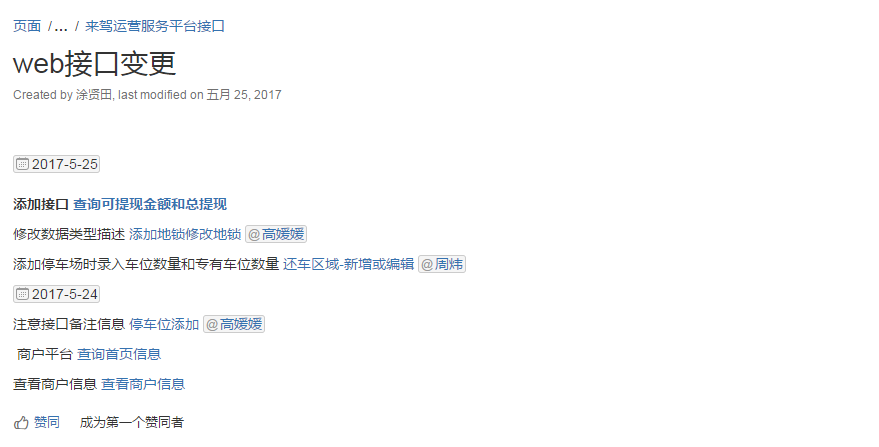 页面 / ... / 来驾运营服务平台接口
web接口变更
Created by 涂贤田, last modified on 五月 25, 2017
2017-5-25
添加接口 查询可提现金额和总提现
修改数据类型描述 添加地锁修改地锁 @高媛媛
添加停车场时录入车位数量和专有车位数量 还车区域-新增或编辑 @周炜
2017-5-24
注意接口备注信息 停车位添加 @高媛媛
商户平台 查询首页信息
查看商户信息 查看商户信息
赞同 成为第一个赞同者